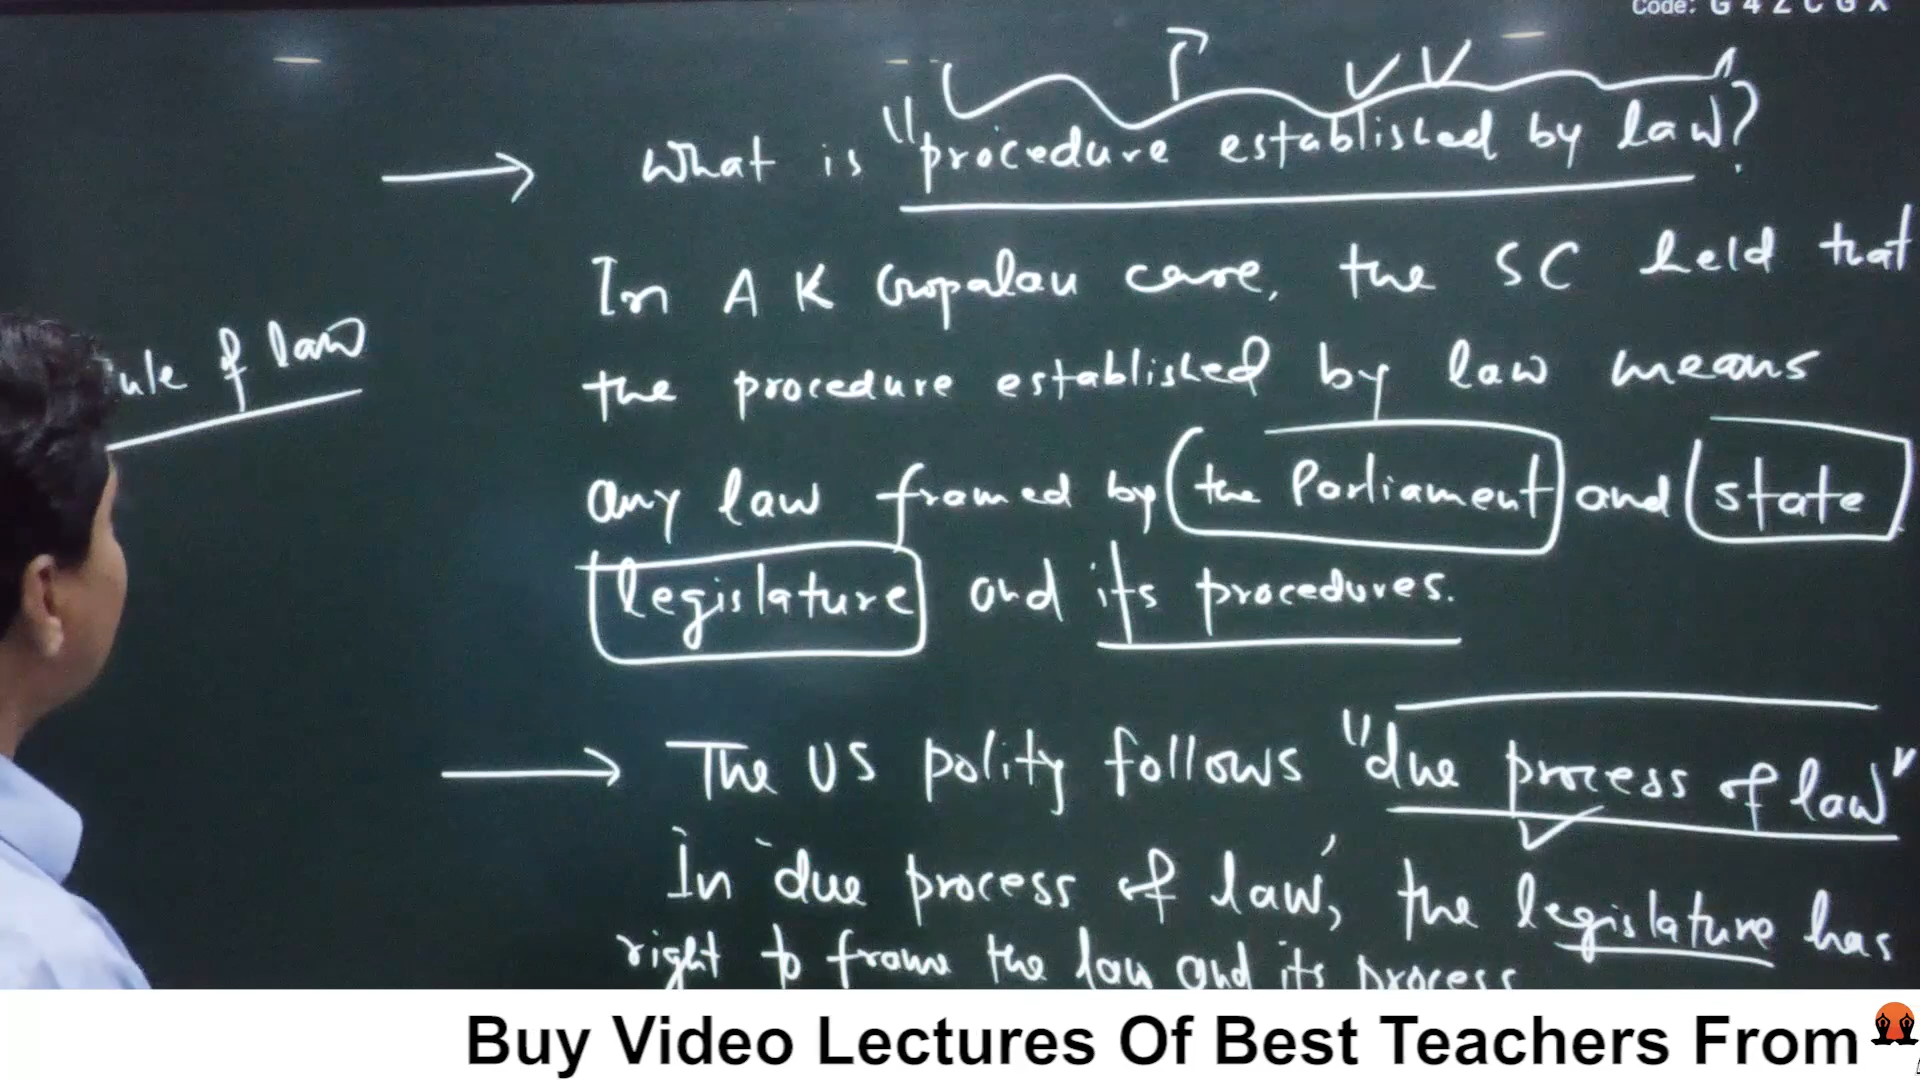 Code: G 4 Z C G X
What is "procedure established by law?
In A K Gopalan case, the SC held that
rule of law
the procedure established by law means
any law framed by the Parliament and state
legislature and its procedures.
The US polity follows "due process of law"
In 'due process of law', the legislature has
right to frame the law and its process
Buy Video Lectures Of Best Teachers From